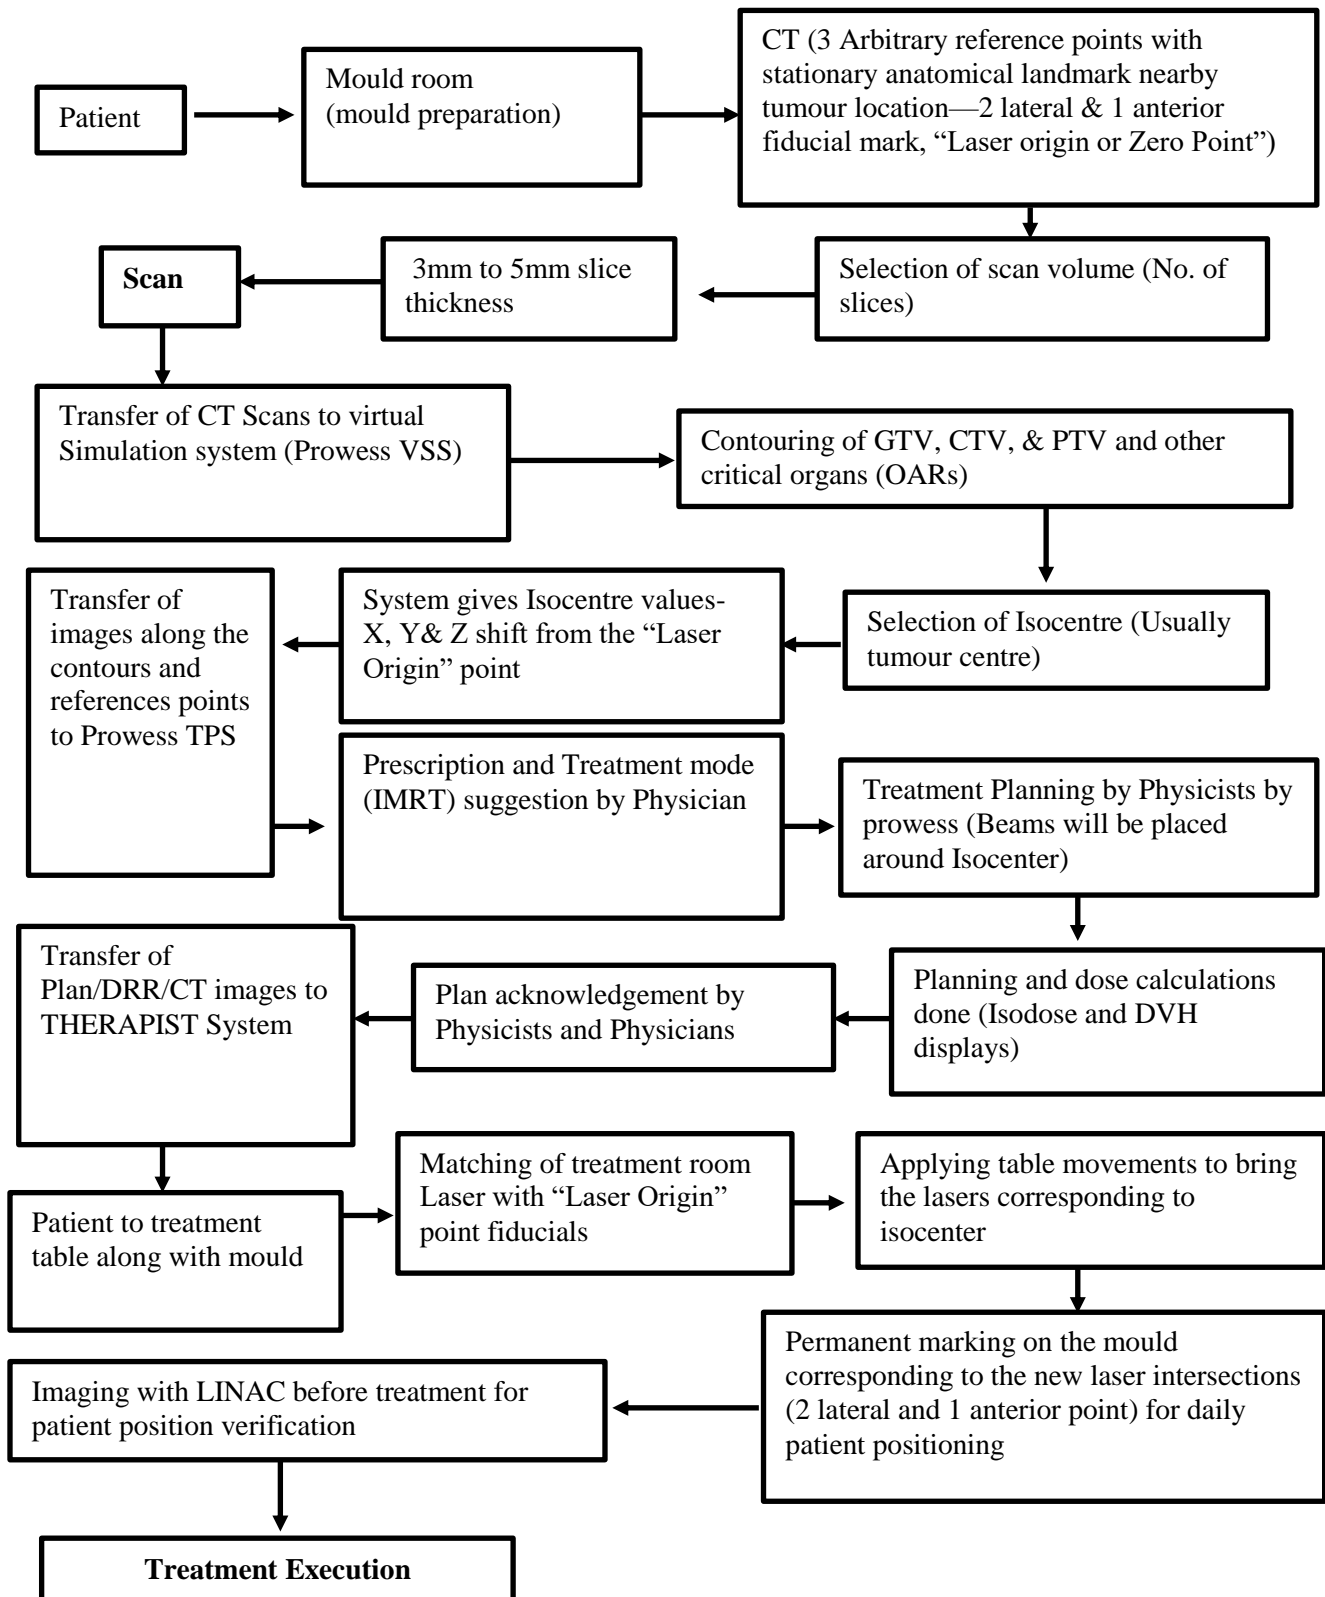 Patient
Mould room
(mould preparation)
CT (3 Arbitrary reference points with
stationary anatomical landmark nearby
tumour location—2 lateral & 1 anterior
fiducial mark, “Laser origin or Zero Point”)
Selection of scan volume (No. of
slices)
3mm to 5mm slice
thickness
Scan
Transfer of CT Scans to virtual
Simulation system (Prowess VSS)
Contouring of GTV, CTV, & PTV and other
critical organs (OARs)
Selection of Isocentre (Usually
tumour centre)
System gives Isocentre values-
X, Y& Z shift from the “Laser
Origin” point
Transfer of
images along the
contours and
references points
to Prowess TPS
Prescription and Treatment mode
(IMRT) suggestion by Physician
Treatment Planning by Physicists by
prowess (Beams will be placed
around Isocenter)
Planning and dose calculations
done (Isodose and DVH
displays)
Plan acknowledgement by
Physicists and Physicians
Transfer of
Plan/DRR/CT images to
THERAPIST System
Patient to treatment
table along with mould
Matching of treatment room
Laser with “Laser Origin”
point fiducials
Applying table movements to bring
the lasers corresponding to
isocenter
Permanent marking on the mould
corresponding to the new laser intersections
(2 lateral and 1 anterior point) for daily
patient positioning
Imaging with LINAC before treatment for
patient position verification
Treatment Execution